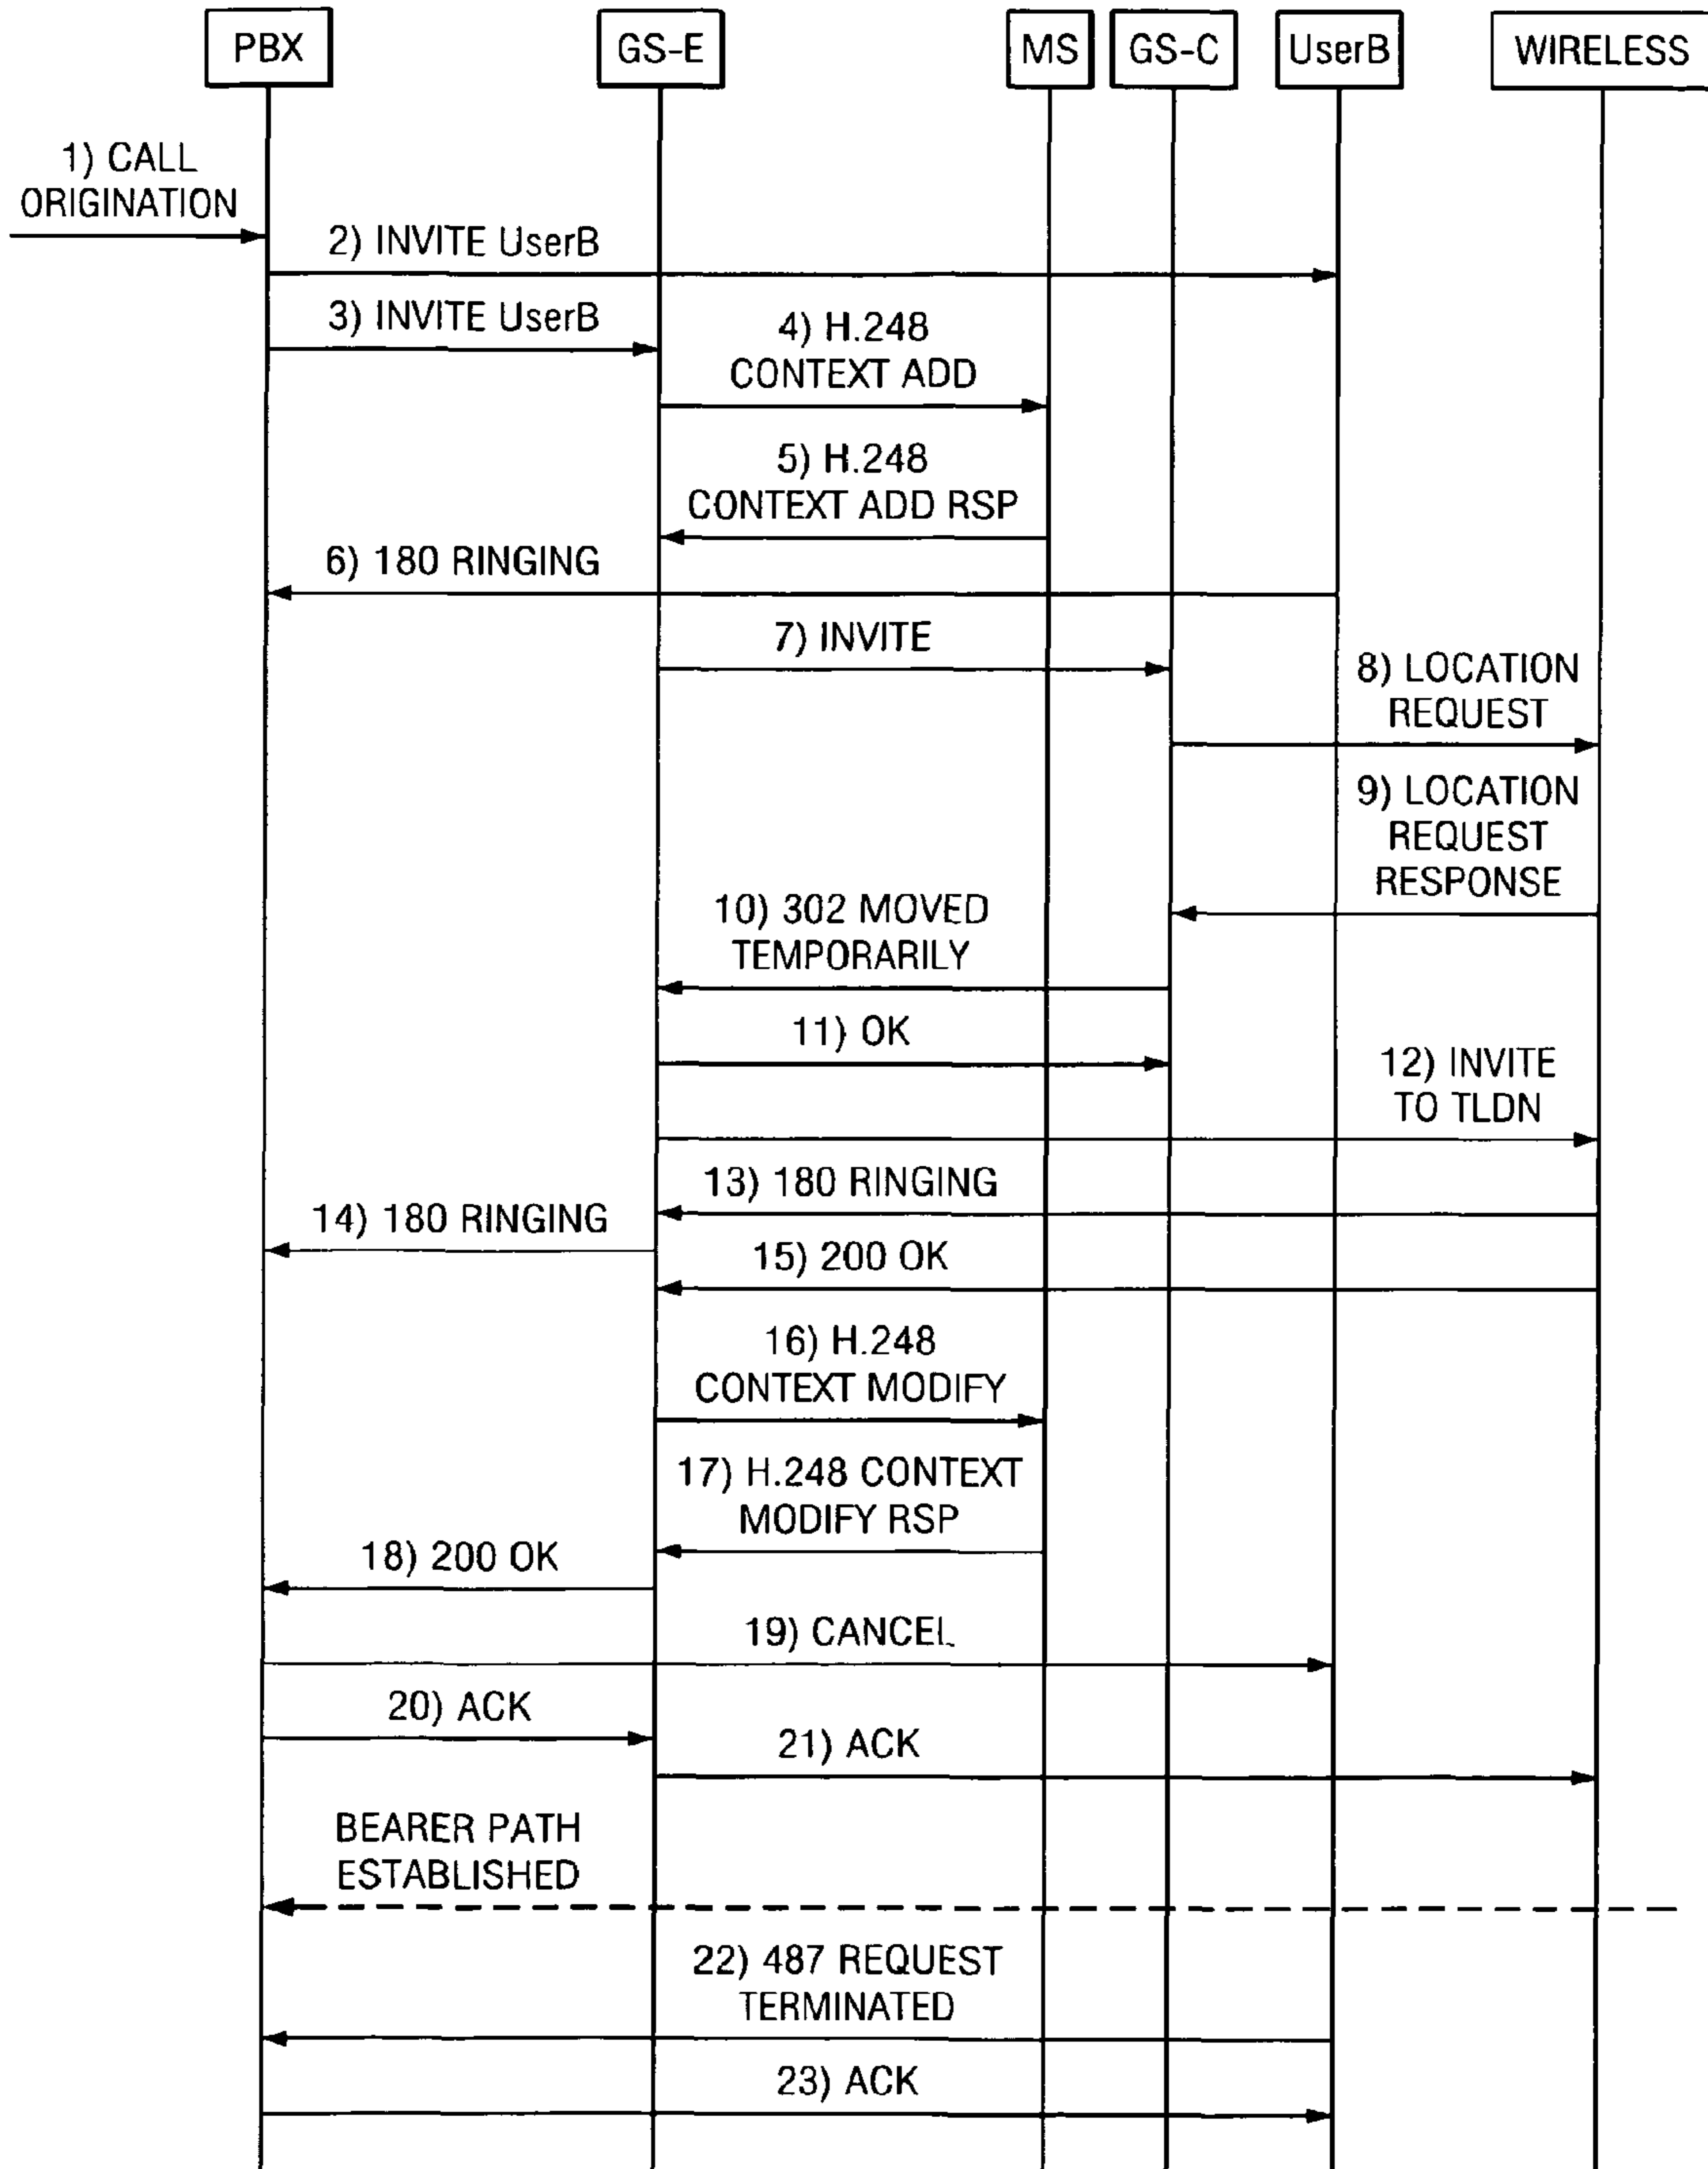 PBX
GS-E
MS
GS-C
UserB
WIRELESS
1) CALL
ORIGINATION
2) INVITE UserB
3) INVITE UserB
4) H.248
CONTEXT ADD
5) H.248
CONTEXT ADD RSP
6) 180 RINGING
7) INVITE
8) LOCATION
REQUEST
9) LOCATION
REQUEST
RESPONSE
10) 302 MOVED
TEMPORARILY
11) OK
12) INVITE
TO TLDN
13) 180 RINGING
14) 180 RINGING
15) 200 OK
16) H.248
CONTEXT MODIFY
17) H.248 CONTEXT
MODIFY RSP
18) 200 OK
19) CANCEL
20) ACK
21) ACK
BEARER PATH
ESTABLISHED
22) 487 REQUEST
TERMINATED
23) ACK